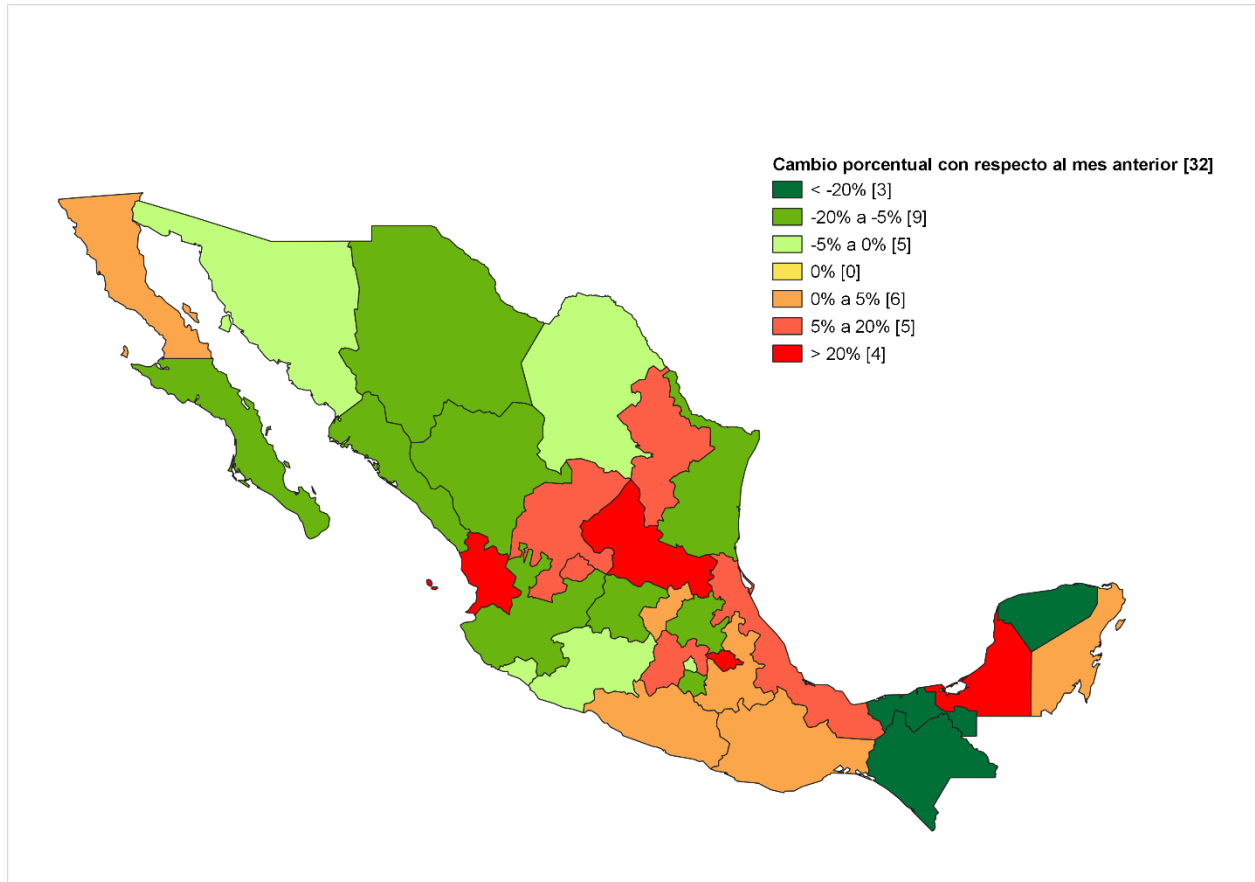 Cambio porcentual con respecto al mes anterior [32]
< -20% [3]
-20% a -5% [9]
-5% a 0% [5]
0% [0]
0% a 5% [6]
5% a 20% [5]
> 20% [4]